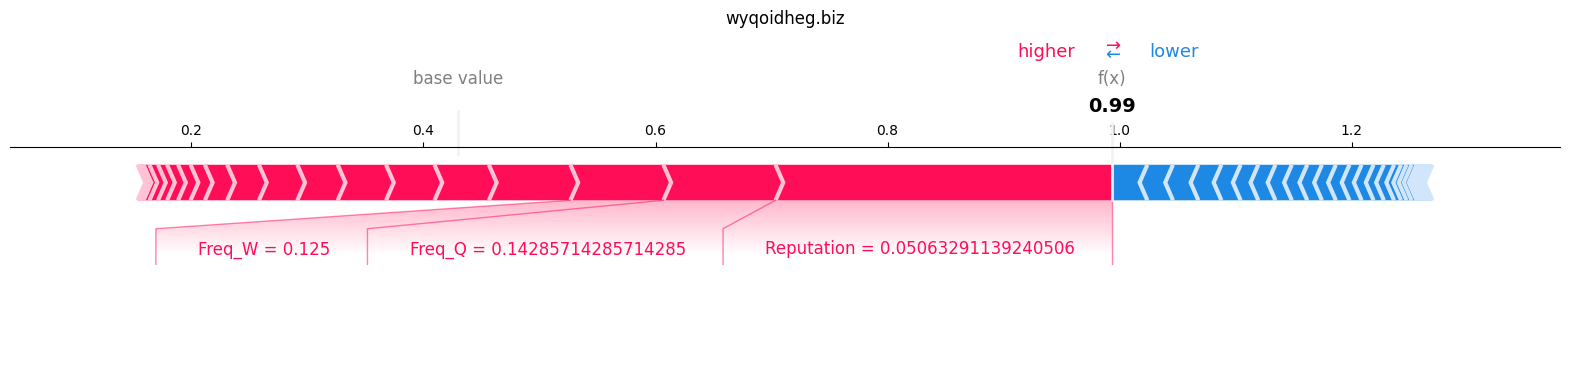 wyqoidheg.biz
higher ⇄ lower
base value f(x)
0.99
0.2 0.4 0.6 0.8 1.0 1.2
Freq_W = 0.125 Freq_Q = 0.14285714285714285 Reputation = 0.05063291139240506